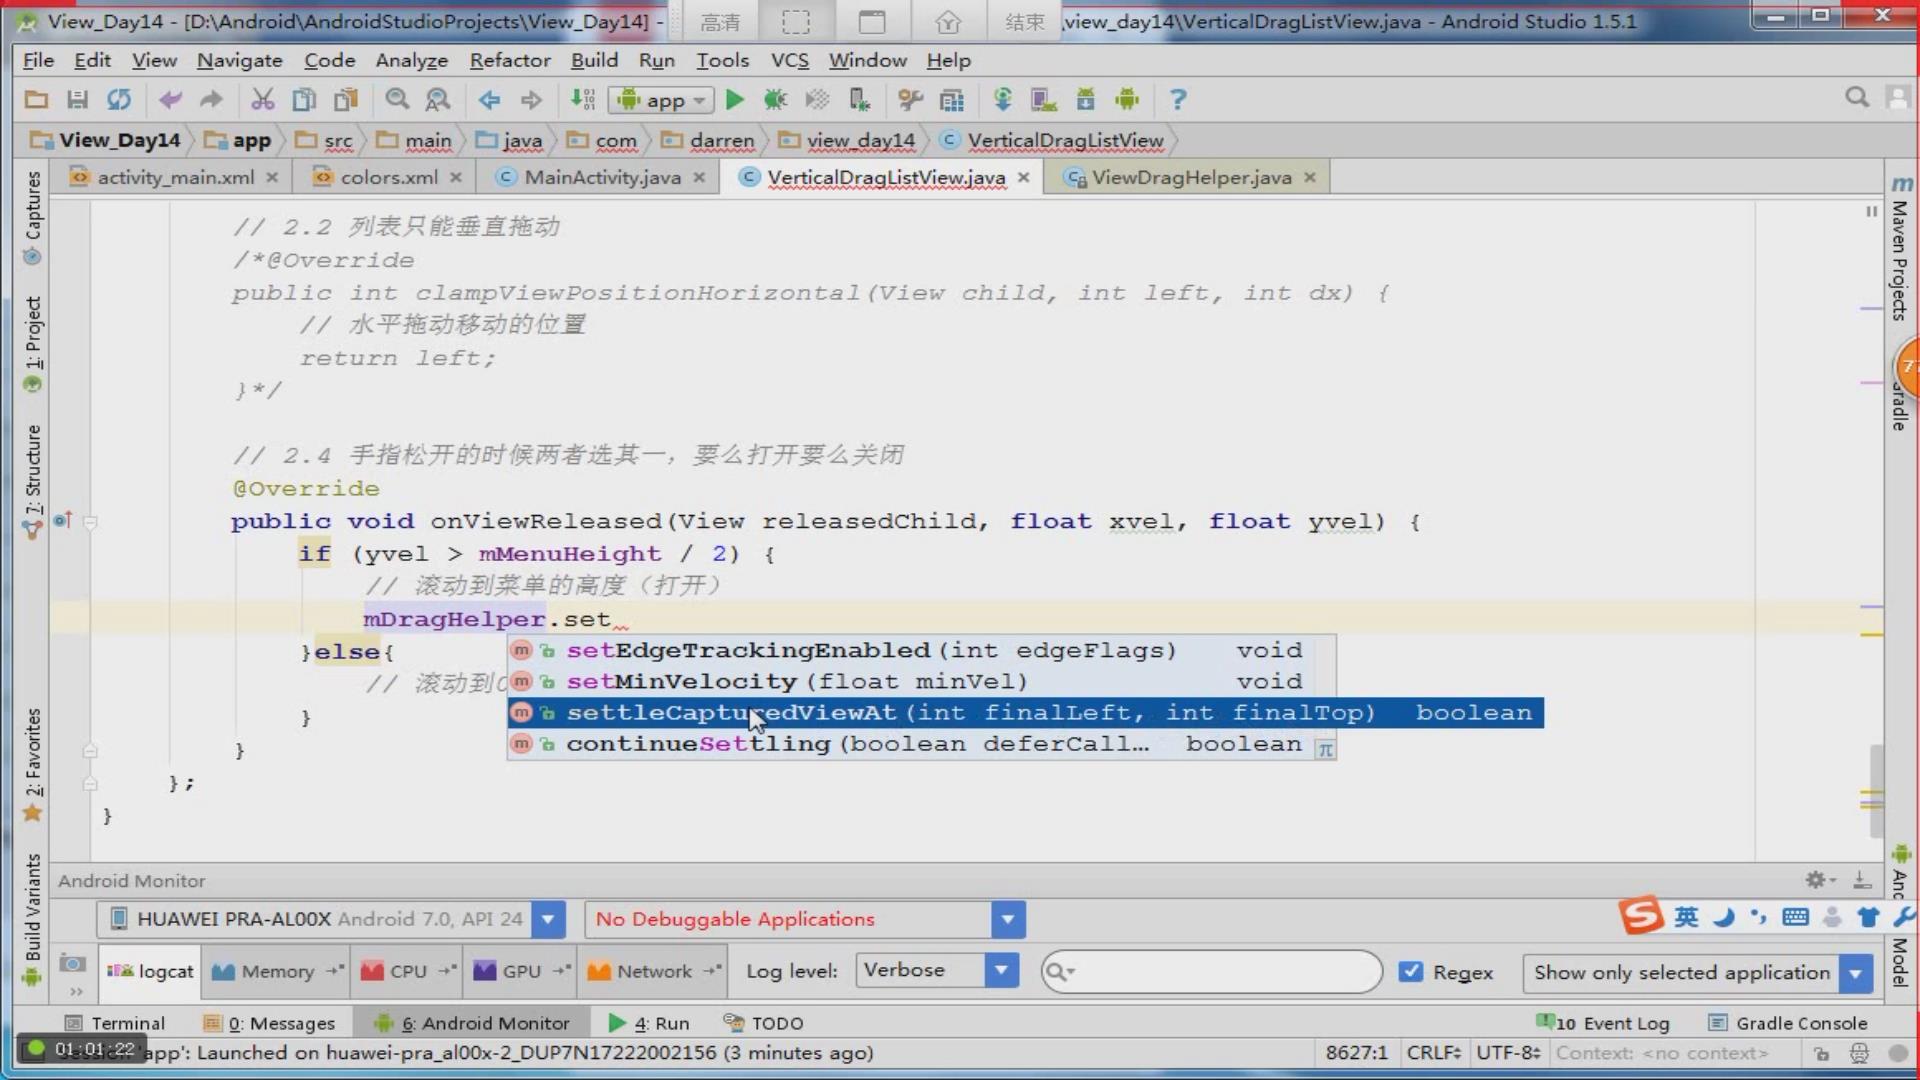 View_Day14 - [D:\Android\AndroidStudioProjects\View_Day14] - 高清 结束 \view_day14\VerticalDragListView.java - Android Studio 1.5.1
File Edit View Navigate Code Analyze Refactor Build Run Tools VCS Window Help
app
View_Day14 app src main java com darren view_day14 VerticalDragListView
activity_main.xml colors.xml MainActivity.java VerticalDragListView.java ViewDragHelper.java
Captures
1: Project
7: Structure
2: Favorites
Build Variants
// 2.2 列表只能垂直拖动
/*@Override
public int clampViewPositionHorizontal(View child, int left, int dx) {
// 水平拖动移动的位置
return left;
}*/
// 2.4 手指松开的时候两者选其一，要么打开要么关闭
@Override
public void onViewReleased(View releasedChild, float xvel, float yvel) {
if (yvel > mMenuHeight / 2) {
// 滚动到菜单的高度（打开）
mDragHelper.set
}else{
// 滚动到0
}
}
};
}
setEdgeTrackingEnabled(int edgeFlags) void
setMinVelocity(float minVel) void
settleCapturedViewAt(int finalLeft, int finalTop) boolean
continueSettling(boolean deferCall... boolean π
Maven Projects
Gradle
Model
Android Monitor
HUAWEI PRA-AL00X Android 7.0, API 24 No Debuggable Applications
英
logcat Memory CPU GPU Network Log level: Verbose Regex Show only selected application
Terminal 0: Messages 6: Android Monitor 4: Run TODO 10 Event Log Gradle Console
01:01:22 'app': Launched on huawei-pra_al00x-2_DUP7N17222002156 (3 minutes ago) 8627:1 CRLF UTF-8 Context: <no context>